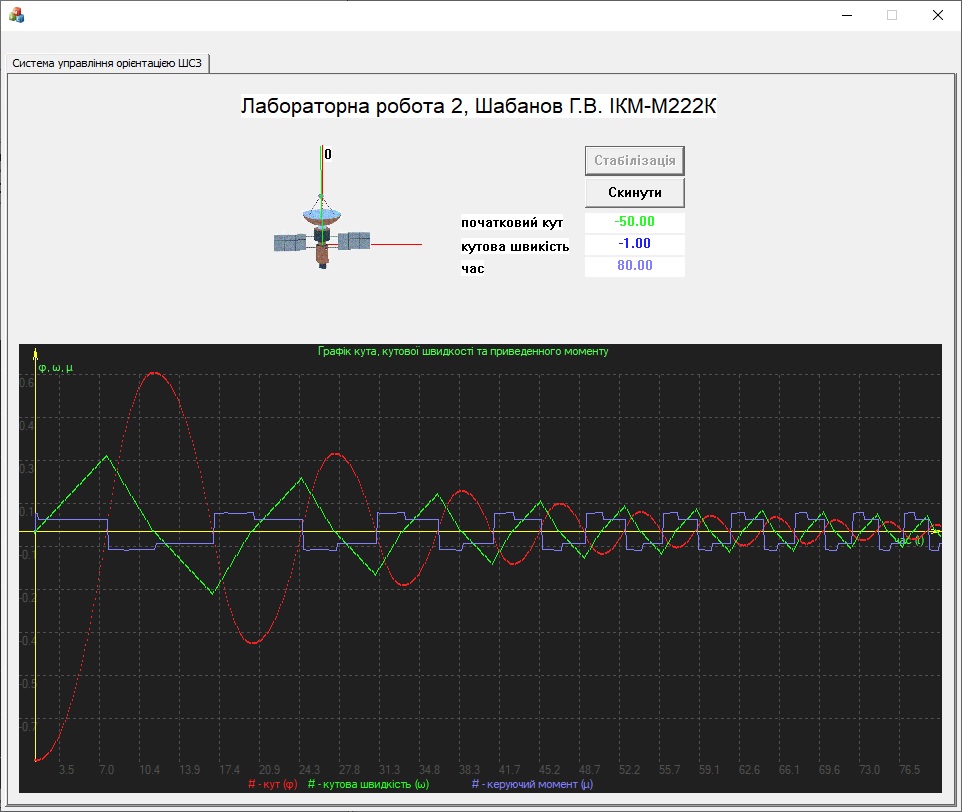 Система управління орієнтацією ШСЗ
Лабораторна робота 2, Шабанов Г.В. ІКМ-М222К
0
Стабілізація
Скинути
початковий кут
-50.00
кутова швикість
-1.00
час
80.00
Графік кута, кутової швидкості та приведенного моменту
φ, ω, μ
0.6
0.4
0.3
0.1
-0.1
-0.2
-0.4
-0.5
-0.7
час (t)
3.5 7.0 10.4 13.9 17.4 20.9 24.3 27.8 31.3 34.8 38.3 41.7 45.2 48.7 52.2 55.7 59.1 62.6 66.1 69.6 73.0 76.5
# - кут (φ) # - кутова швидкість (ω) # - керуючий момент (μ)